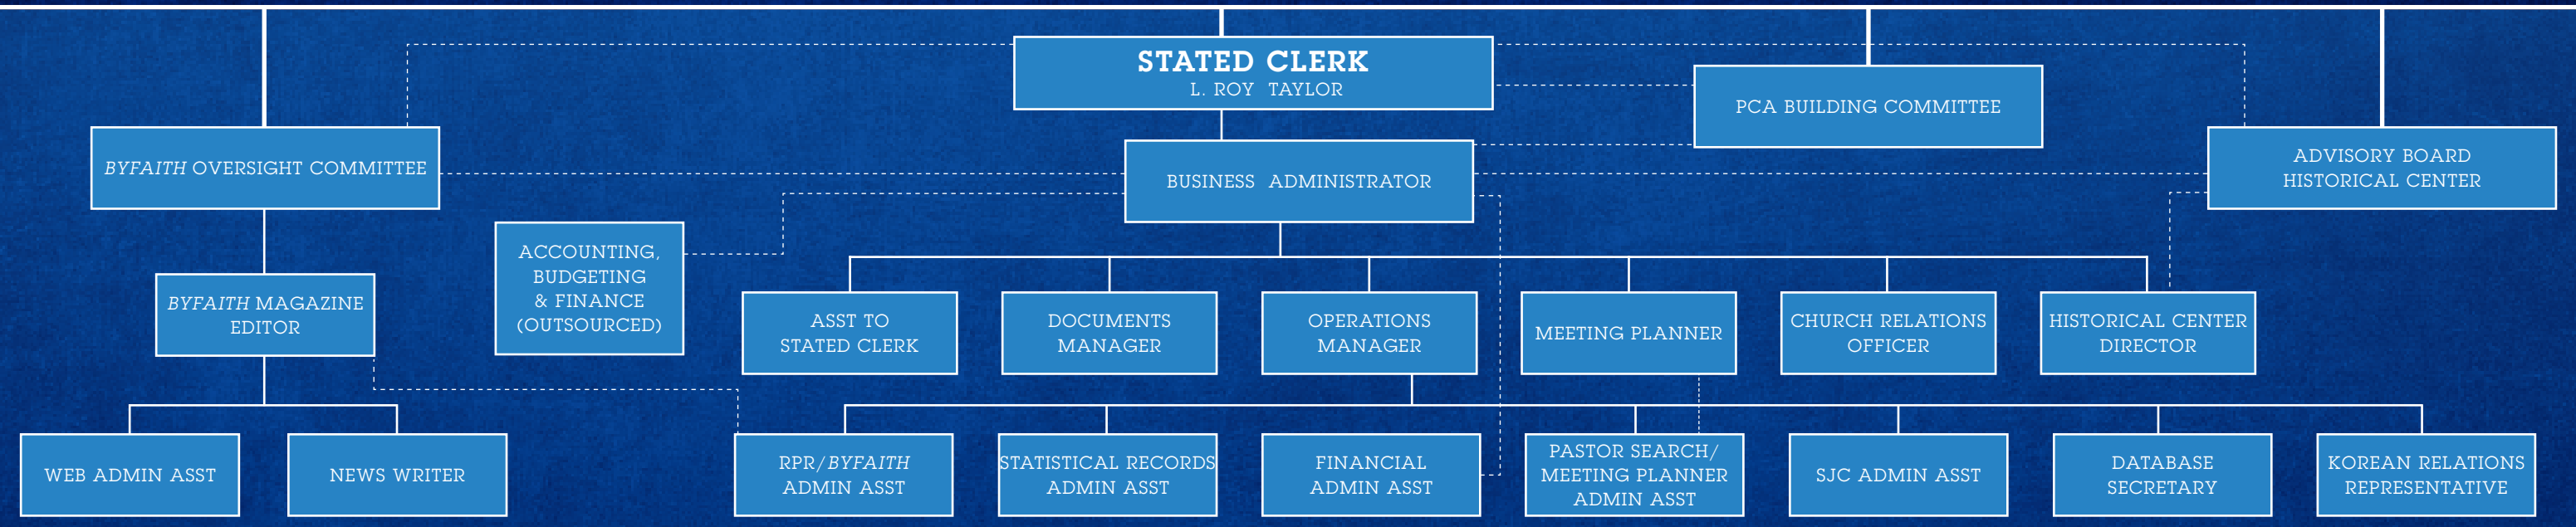 STATED CLERK
L. ROY TAYLOR
PCA BUILDING COMMITTEE
BYFAITH OVERSIGHT COMMITTEE
BUSINESS ADMINISTRATOR
ADVISORY BOARD
HISTORICAL CENTER
ACCOUNTING,
BUDGETING
& FINANCE
(OUTSOURCED)
BYFAITH MAGAZINE
EDITOR
ASST TO
STATED CLERK
DOCUMENTS
MANAGER
OPERATIONS
MANAGER
MEETING PLANNER
CHURCH RELATIONS
OFFICER
HISTORICAL CENTER
DIRECTOR
WEB ADMIN ASST
NEWS WRITER
RPR/BYFAITH
ADMIN ASST
STATISTICAL RECORDS
ADMIN ASST
FINANCIAL
ADMIN ASST
PASTOR SEARCH/
MEETING PLANNER
ADMIN ASST
SJC ADMIN ASST
DATABASE
SECRETARY
KOREAN RELATIONS
REPRESENTATIVE